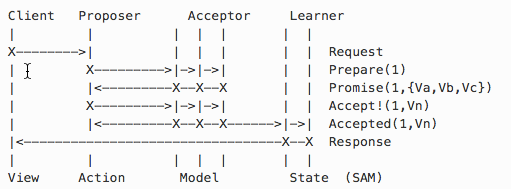 Client   Proposer      Acceptor     Learner
|         |          |  |  |       |  |
X-------->|          |  |  |       |  |  Request
|         X--------->|->|->|       |  |  Prepare(1)
|         |<---------X--X--X       |  |  Promise(1,{Va,Vb,Vc})
|         X--------->|->|->|       |  |  Accept!(1,Vn)
|         |<---------X--X--X------>|->|  Accepted(1,Vn)
|<---------------------------------X--X  Response
|         |          |  |  |       |  |
View     Action       Model         State  (SAM)